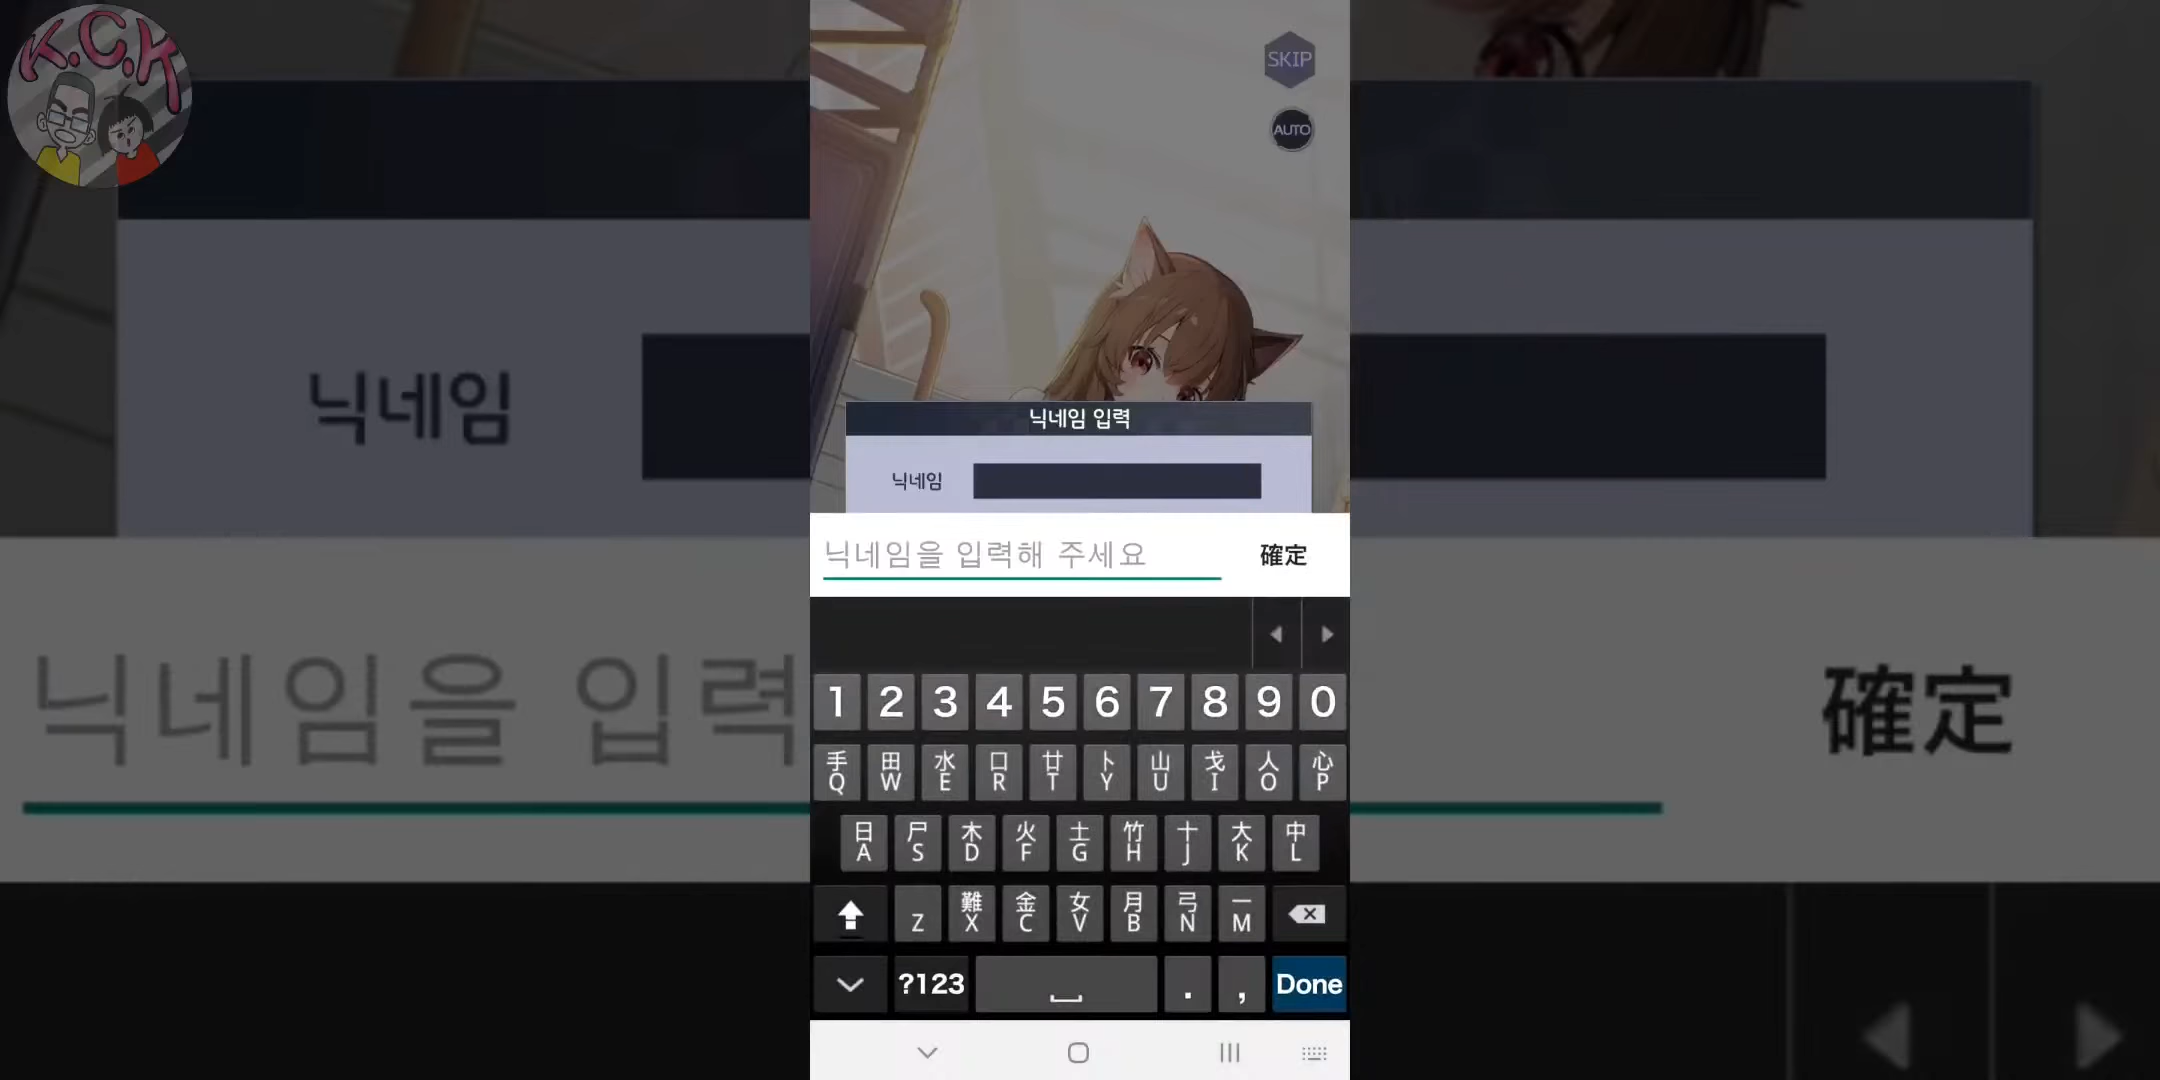 K.C.K
SKIP
AUTO
닉네임 입력
닉네임
닉네임
닉네임을 입력해 주세요
確定
닉네임을 입력
確定
1 2 3 4 5 6 7 8 9 0
手 田 水 口 廿 卜 山 戈 人 心
Q W E R T Y U I O P
日 尸 木 火 土 竹 十 大 中
A S D F G H J K L
難 金 女 月 弓 一
Z X C V B N M
?123 . , Done